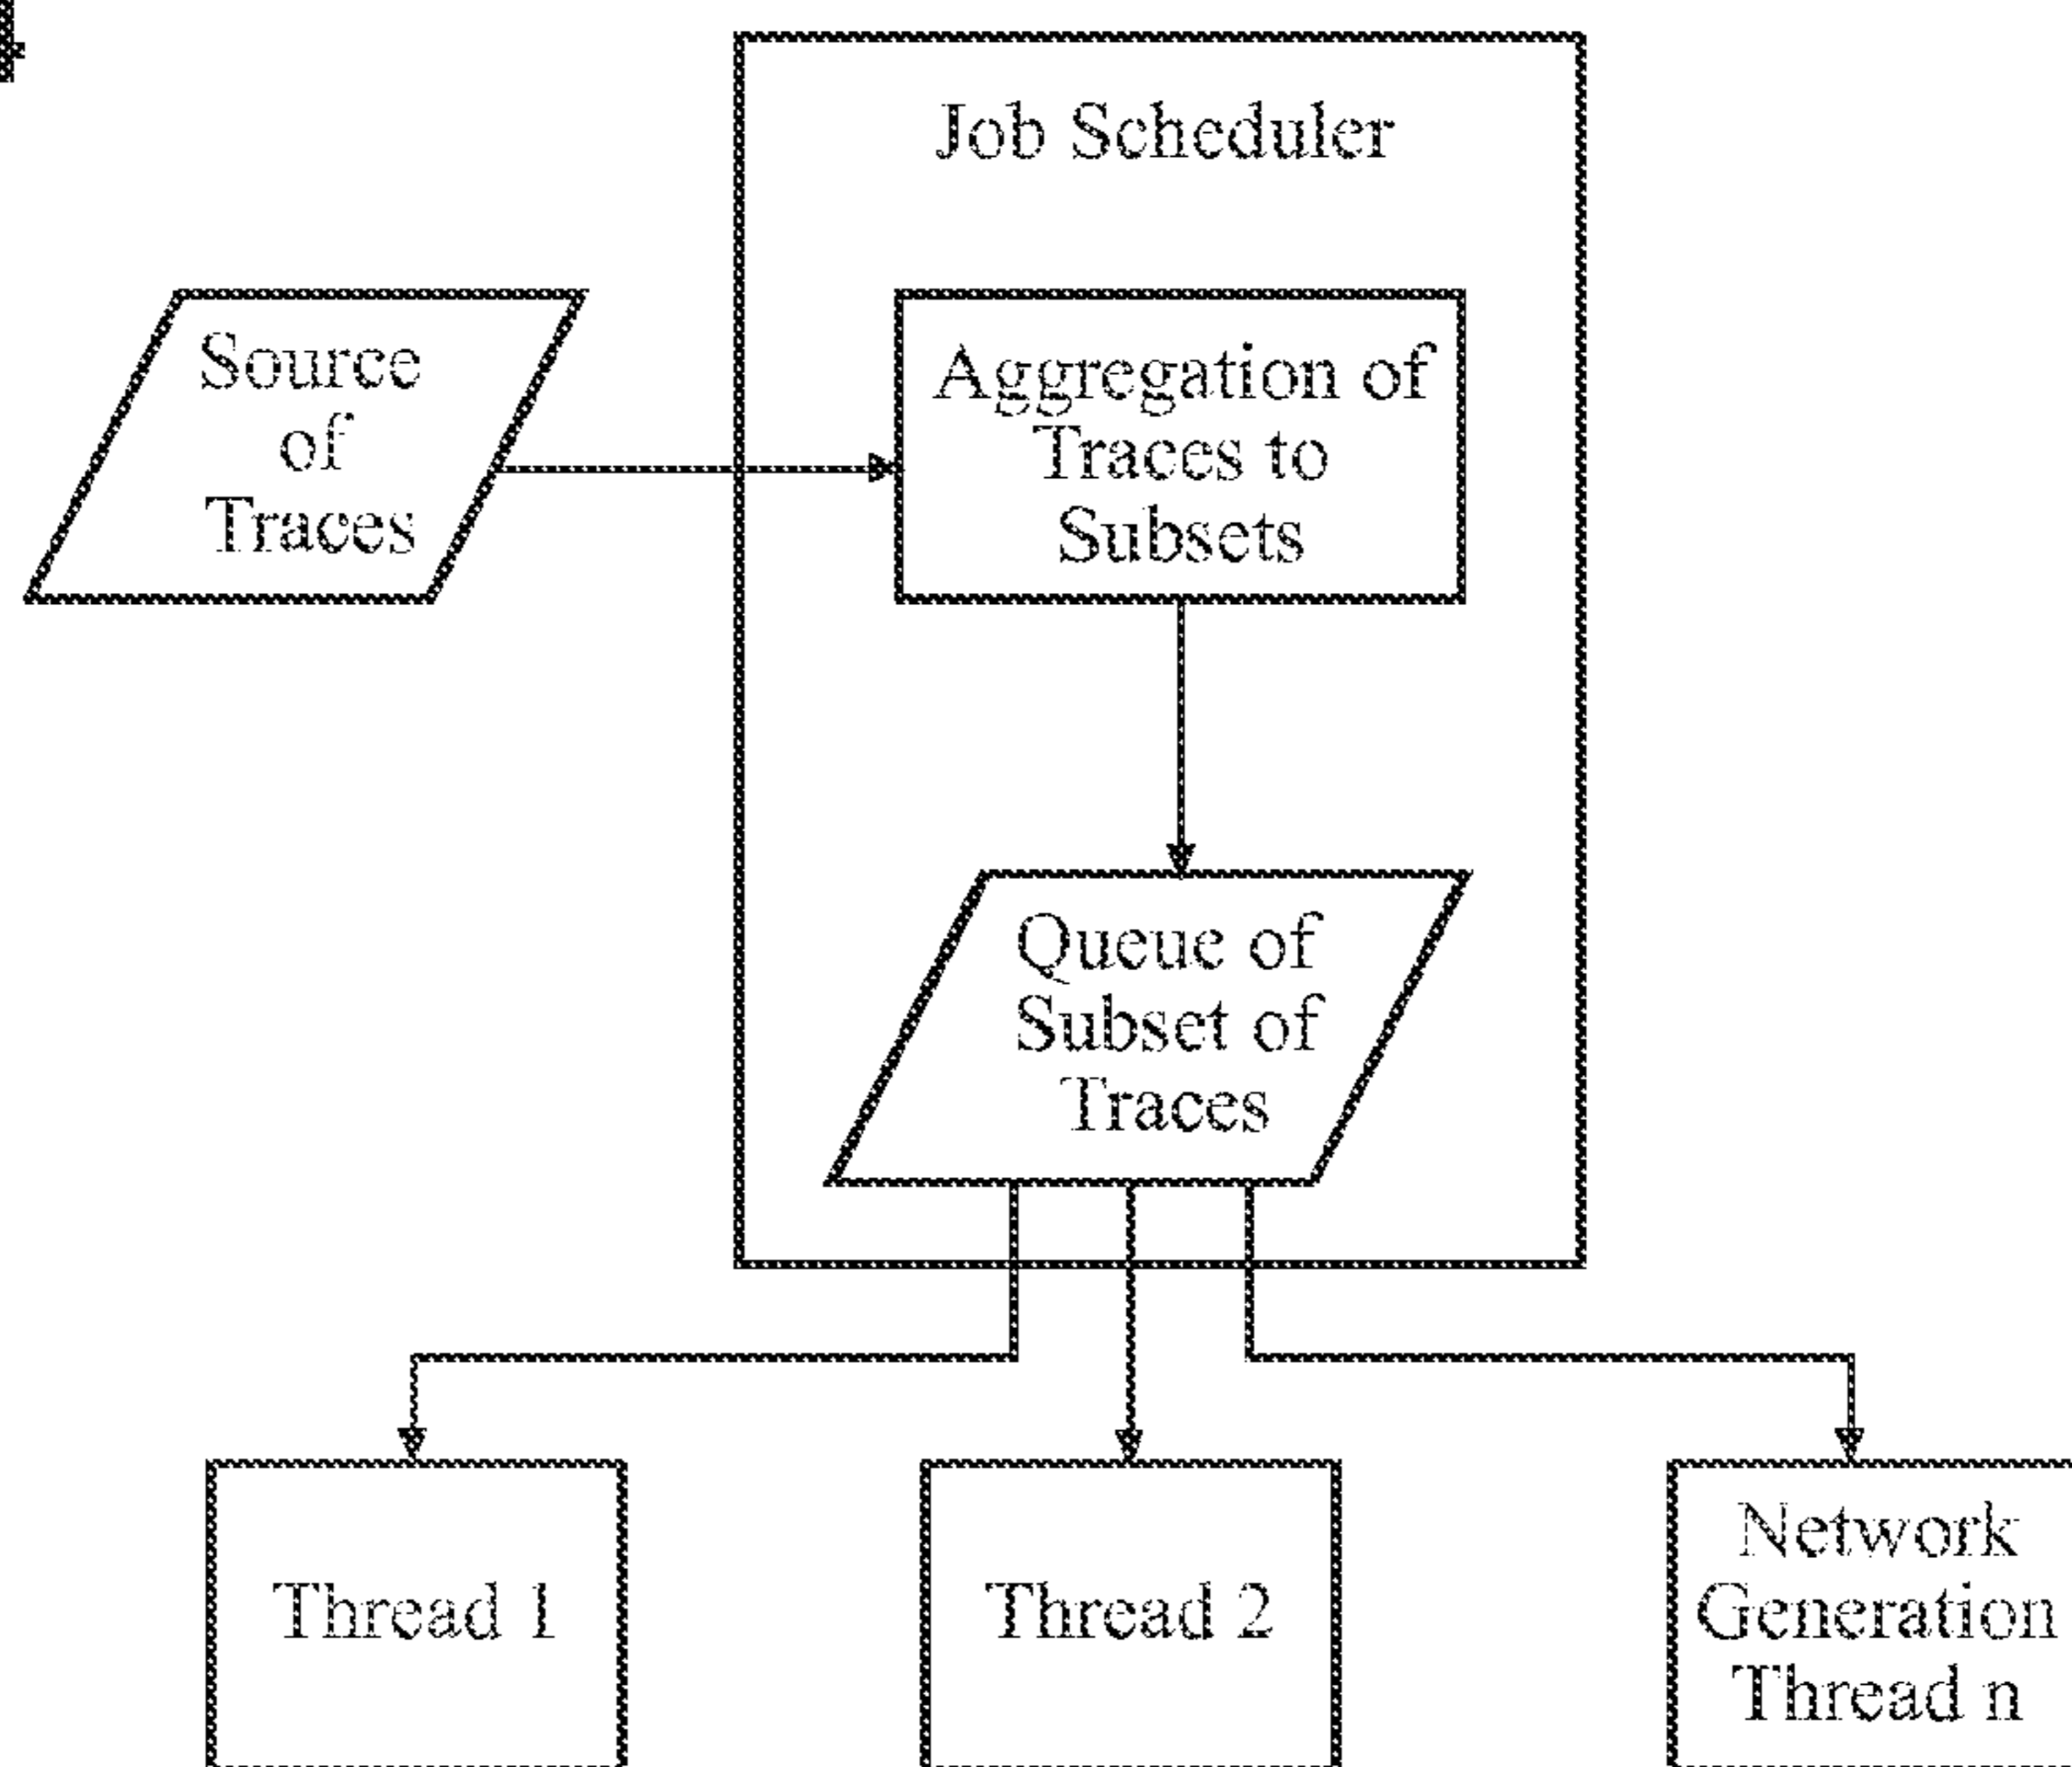 Job Scheduler
Source
of
Traces
Aggregation of
Traces to
Subsets
Queue of
Subset of
Traces
Thread 1
Thread 2
Network
Generation
Thread n